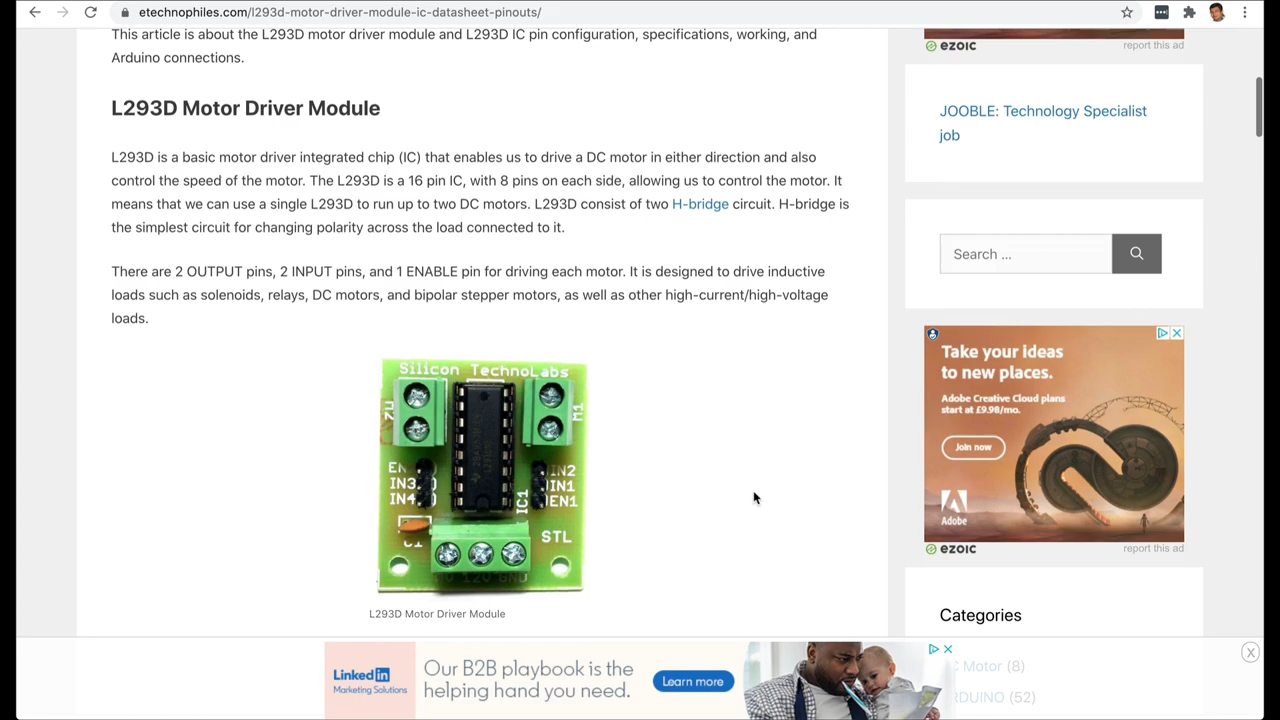 etechnophiles.com/l293d-motor-driver-module-ic-datasheet-pinouts/
This article is about the L293D motor driver module and L293D IC pin configuration, specifications, working, and
Arduino connections.
L293D Motor Driver Module
L293D is a basic motor driver integrated chip (IC) that enables us to drive a DC motor in either direction and also
control the speed of the motor. The L293D is a 16 pin IC, with 8 pins on each side, allowing us to control the motor. It
means that we can use a single L293D to run up to two DC motors. L293D consist of two H-bridge circuit. H-bridge is
the simplest circuit for changing polarity across the load connected to it.
There are 2 OUTPUT pins, 2 INPUT pins, and 1 ENABLE pin for driving each motor. It is designed to drive inductive
loads such as solenoids, relays, DC motors, and bipolar stepper motors, as well as other high-current/high-voltage
loads.
Silicon TechnoLabs
M1
EN
IN3
IN4
IN2
IN1
EN1
IC1
C1
STL
12V GND
L293D Motor Driver Module
ezoic
report this ad
JOOBLE: Technology Specialist
job
Search ...
Take your ideas
to new places.
Adobe Creative Cloud plans
start at £9.98/mo.
Join now
Adobe
ezoic
report this ad
Categories
C Motor (8)
RDUINO (52)
LinkedIn
Marketing Solutions
Our B2B playbook is the
helping hand you need.
Learn more